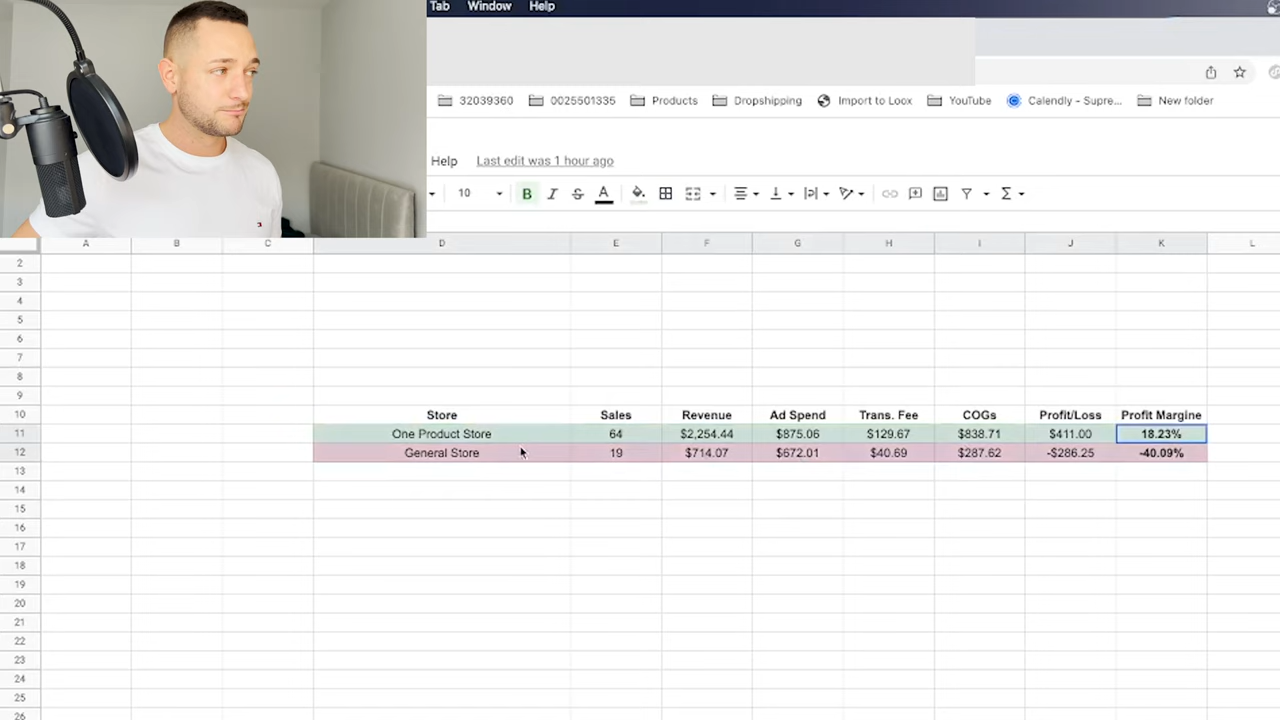 Tab Window Help
32039360 0025501335 Products Dropshipping Import to Loox YouTube Calendly - Supre... New folder
Help Last edit was 1 hour ago
10 B I S A
A B C D E F G H I J K L
2
3
4
5
6
7
8
9
10 Store Sales Revenue Ad Spend Trans. Fee COGs Profit/Loss Profit Margine
11 One Product Store 64 $2,254.44 $875.06 $129.67 $838.71 $411.00 18.23%
12 General Store 19 $714.07 $672.01 $40.69 $287.62 -$286.25 -40.09%
13
14
15
16
17
18
19
20
21
22
23
24
25
26